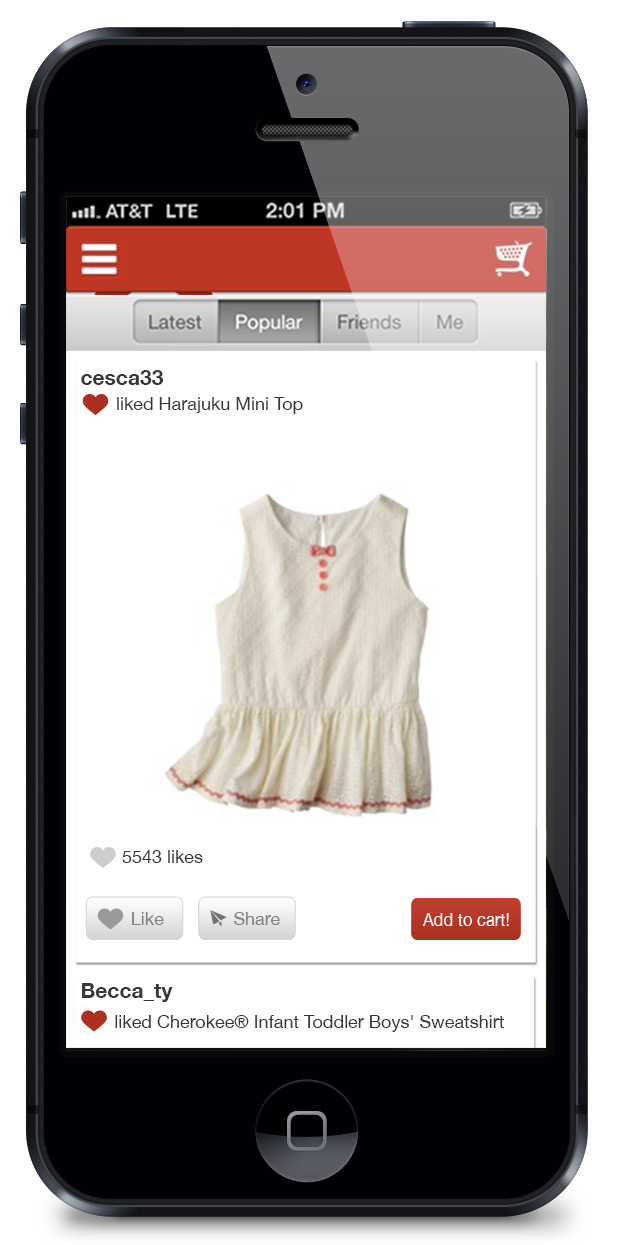 AT&T LTE 2:01 PM
Latest Popular Friends Me
cesca33
liked Harajuku Mini Top
5543 likes
Like Share Add to cart!
Becca_ty
liked Cherokee® Infant Toddler Boys' Sweatshirt